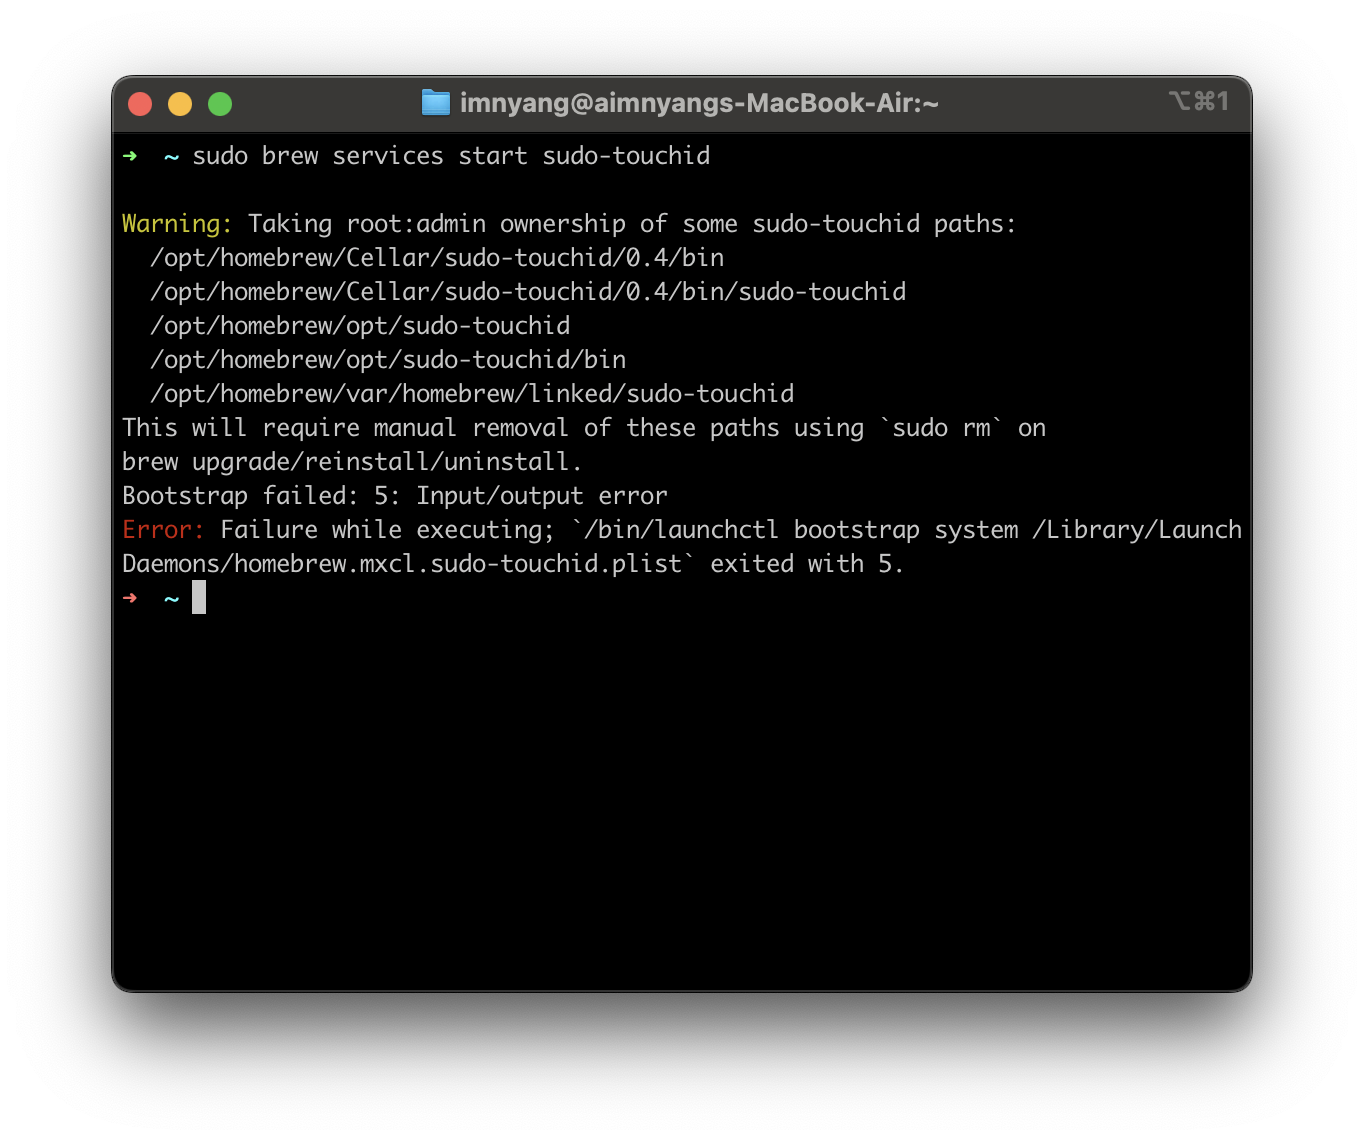 imnyang@aimnyangs-MacBook-Air:~
⌥⌘1
➜ ~ sudo brew services start sudo-touchid
Warning: Taking root:admin ownership of some sudo-touchid paths:
/opt/homebrew/Cellar/sudo-touchid/0.4/bin
/opt/homebrew/Cellar/sudo-touchid/0.4/bin/sudo-touchid
/opt/homebrew/opt/sudo-touchid
/opt/homebrew/opt/sudo-touchid/bin
/opt/homebrew/var/homebrew/linked/sudo-touchid
This will require manual removal of these paths using `sudo rm` on
brew upgrade/reinstall/uninstall.
Bootstrap failed: 5: Input/output error
Error: Failure while executing; `/bin/launchctl bootstrap system /Library/Launch
Daemons/homebrew.mxcl.sudo-touchid.plist` exited with 5.
➜ ~